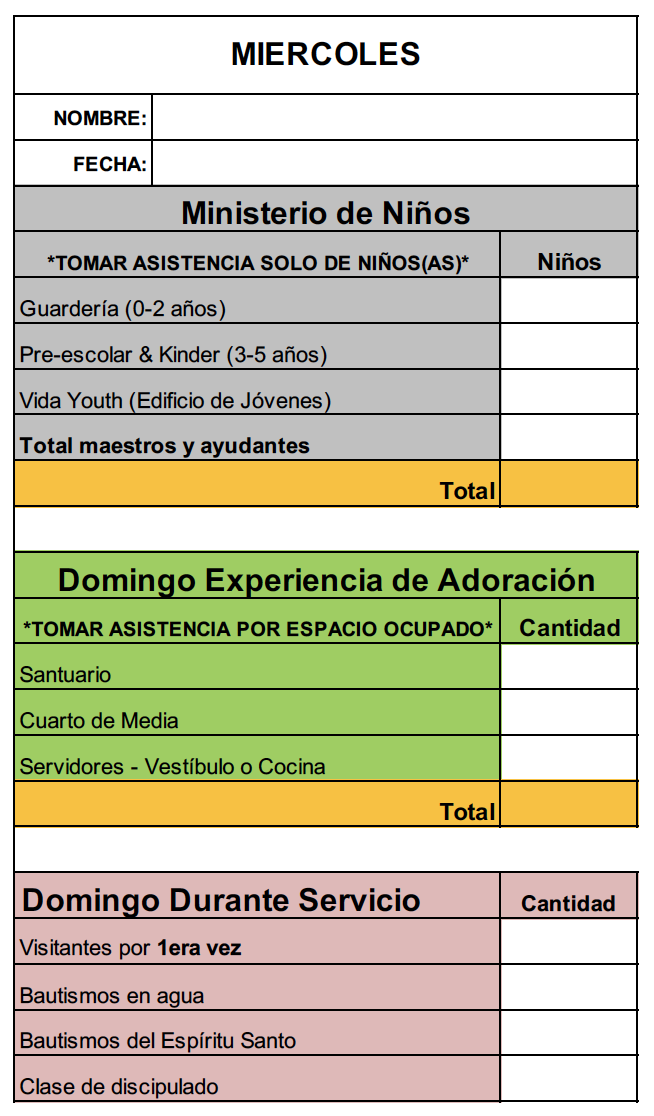 MIERCOLES
NOMBRE:
FECHA:
Ministerio de Niños
*TOMAR ASISTENCIA SOLO DE NIÑOS(AS)* Niños
Guardería (0-2 años)
Pre-escolar & Kinder (3-5 años)
Vida Youth (Edificio de Jóvenes)
Total maestros y ayudantes
Total
Domingo Experiencia de Adoración
*TOMAR ASISTENCIA POR ESPACIO OCUPADO* Cantidad
Santuario
Cuarto de Media
Servidores - Vestíbulo o Cocina
Total
Domingo Durante Servicio Cantidad
Visitantes por 1era vez
Bautismos en agua
Bautismos del Espíritu Santo
Clase de discipulado